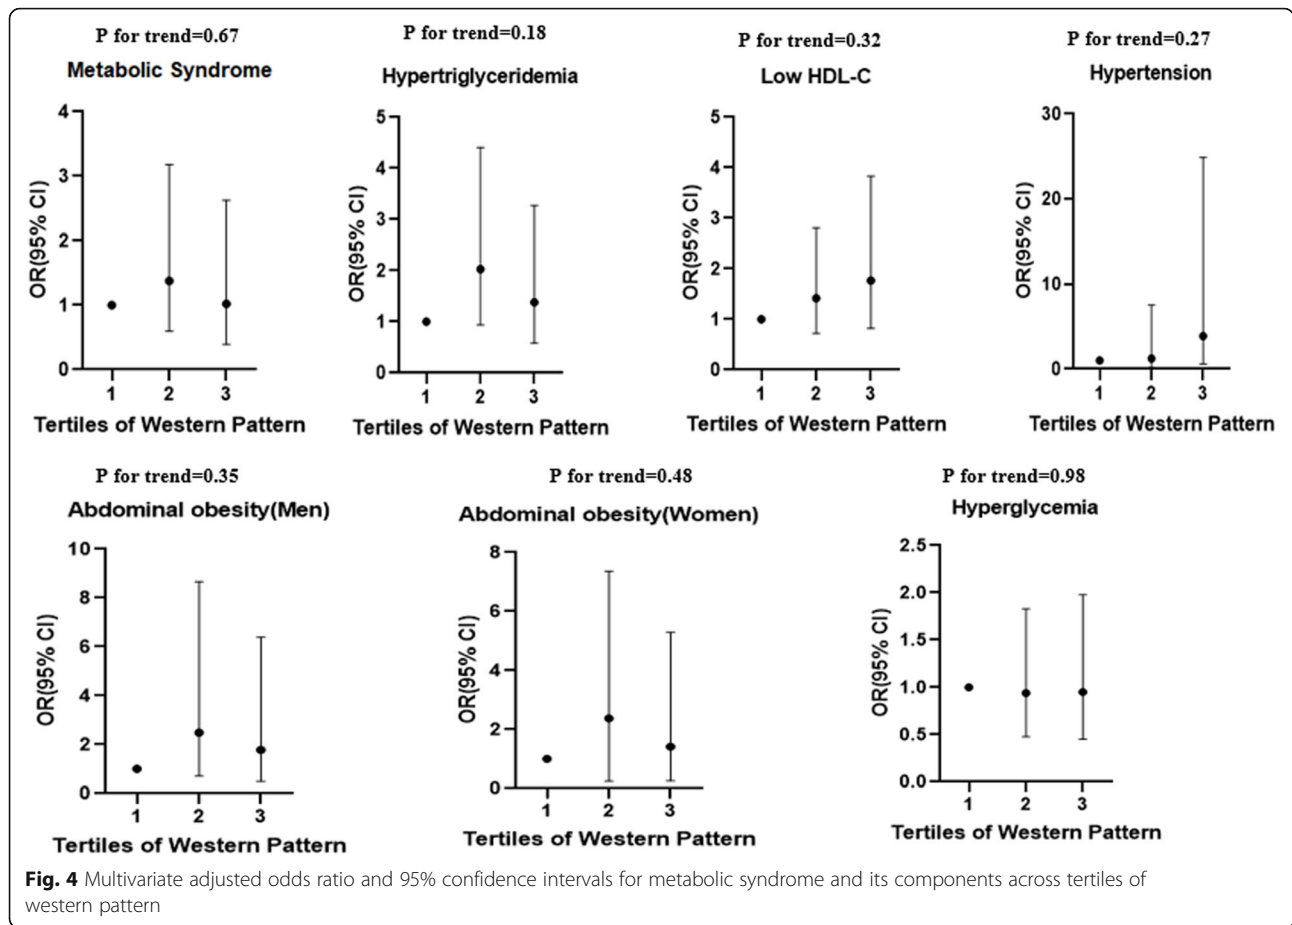 P for trend=0.67
Metabolic Syndrome
OR(95% CI)
4
3
2
1
0
1 2 3
Tertiles of Western Pattern
P for trend=0.18
Hypertriglyceridemia
OR(95% CI)
5
4
3
2
1
0
1 2 3
Tertiles of Western Pattern
P for trend=0.32
Low HDL-C
OR(95% CI)
5
4
3
2
1
0
1 2 3
Tertiles of Western Pattern
P for trend=0.27
Hypertension
OR(95% CI)
30
20
10
0
1 2 3
Tertiles of Western Pattern
P for trend=0.35
Abdominal obesity(Men)
OR(95% CI)
10
8
6
4
2
0
1 2 3
Tertiles of Western Pattern
P for trend=0.48
Abdominal obesity(Women)
OR(95% CI)
8
6
4
2
0
1 2 3
Tertiles of Western Pattern
P for trend=0.98
Hyperglycemia
OR(95% CI)
2.5
2.0
1.5
1.0
0.5
0.0
1 2 3
Tertiles of Western Pattern
Fig. 4 Multivariate adjusted odds ratio and 95% confidence intervals for metabolic syndrome and its components across tertiles of
western pattern